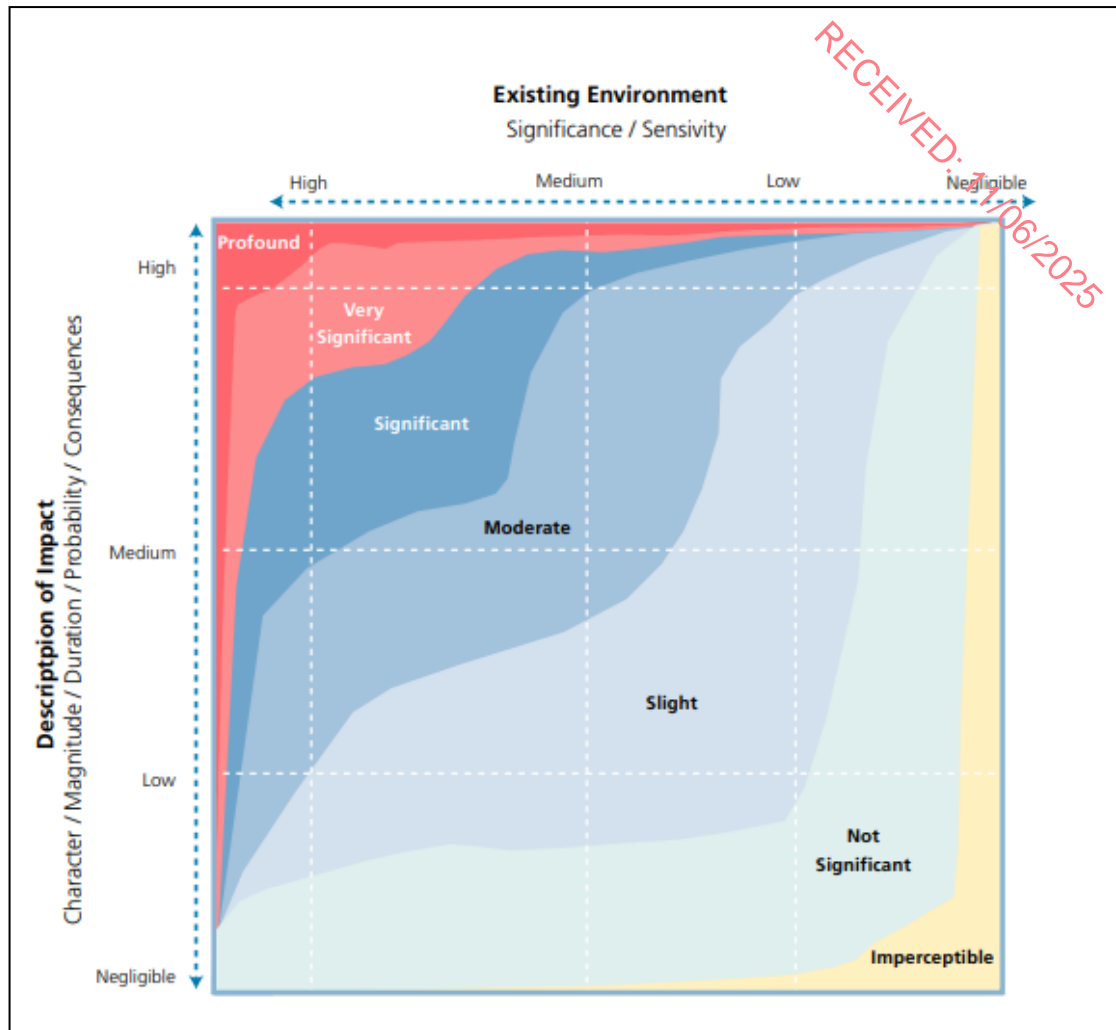 RECEIVED: 11/06/2025
Existing Environment
Significance / Sensivity
High
Medium
Low
Negligible
Profound
High
Very
Significant
Significant
Moderate
Medium
Slight
Low
Not
Significant
Imperceptible
Negligible
Descriptpion of Impact
Character / Magnitude / Duration / Probability / Consequences